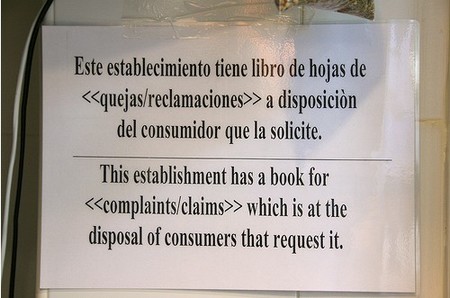 Este establecimiento tiene libro de hojas de
<<quejas/reclamaciones>> a disposiciòn
del consumidor que la solicite.
This establishment has a book for
<<complaints/claims>> which is at the
disposal of consumers that request it.